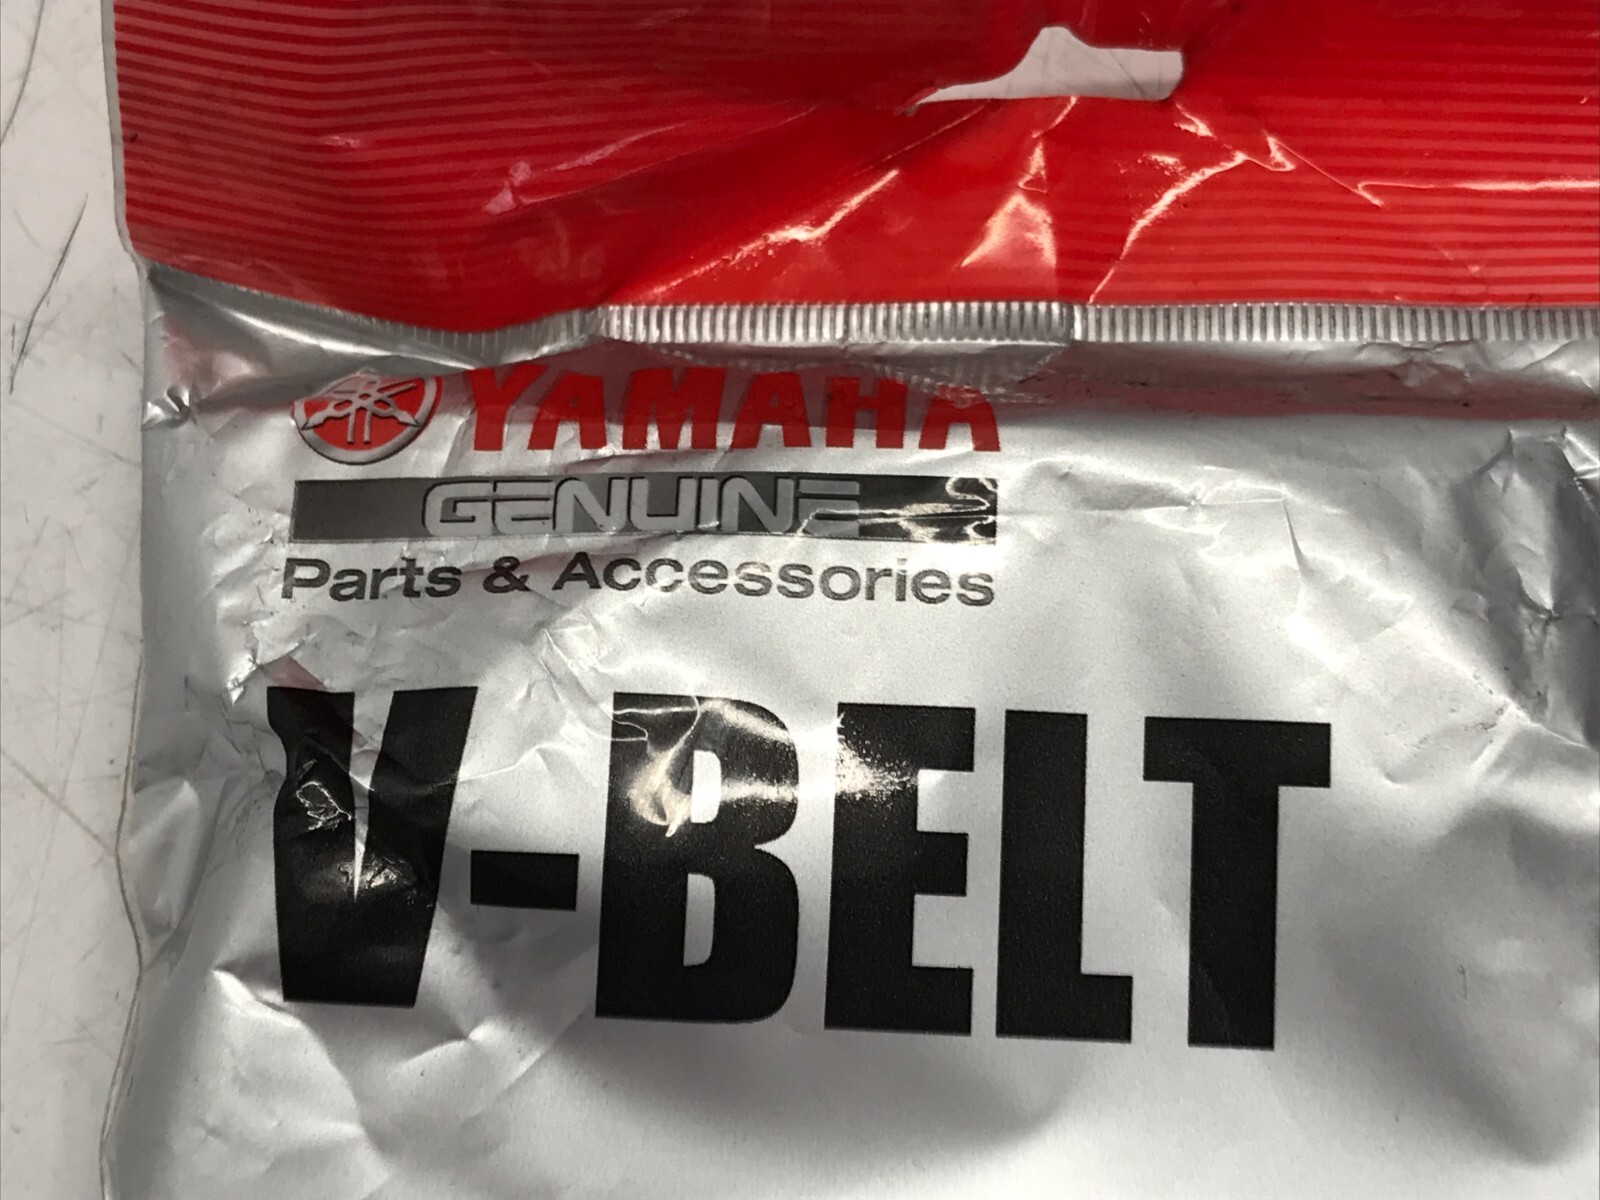 YAMAHA
GENUINE
Parts & Accessories
V-BELT